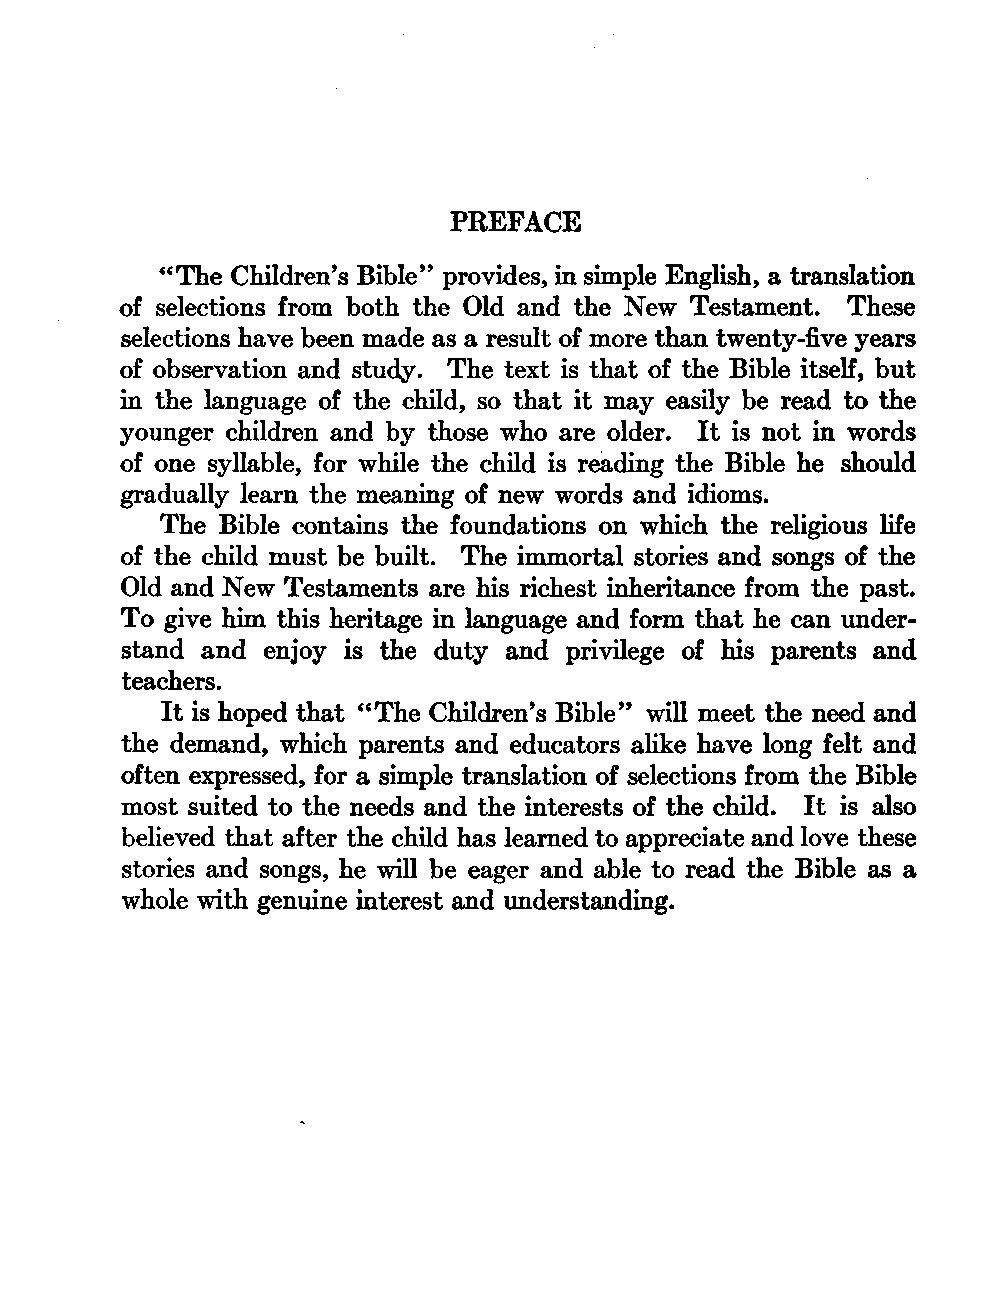 PREFACE
“The Children’s Bible” provides, in simple English, a translation
of selections from both the Old and the New Testament. These
selections have been made as a result of more than twenty-five years
of observation and study. The text is that of the Bible itself, but
in the language of the child, so that it may easily be read to the
younger children and by those who are older. It is not in words
of one syllable, for while the child is reading the Bible he should
gradually learn the meaning of new words and idioms.
The Bible contains the foundations on which the religious life
of the child must be built. The immortal stories and songs of the
Old and New Testaments are his richest inheritance from the past.
To give him this heritage in language and form that he can under-
stand and enjoy is the duty and privilege of his parents and
teachers.
It is hoped that “The Children’s Bible” will meet the need and
the demand, which parents and educators alike have long felt and
often expressed, for a simple translation of selections from the Bible
most suited to the needs and the interests of the child. It is also
believed that after the child has learned to appreciate and love these
stories and songs, he will be eager and able to read the Bible as a
whole with genuine interest and understanding.